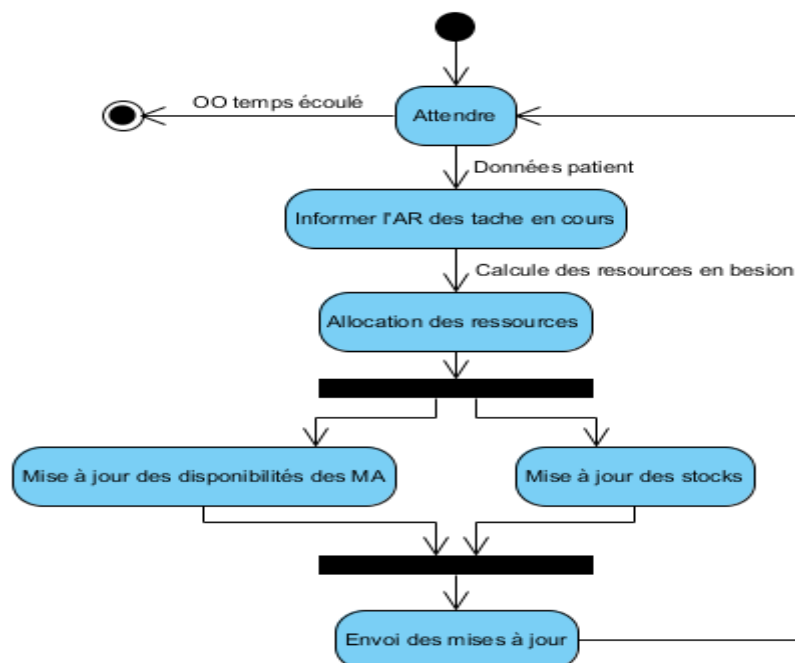 OO temps écoulé
Attendre
Données patient
Informer l'AR des tache en cours
Calcule des resources en besion
Allocation des ressources
Mise à jour des disponibilités des MA
Mise à jour des stocks
Envoi des mises à jour